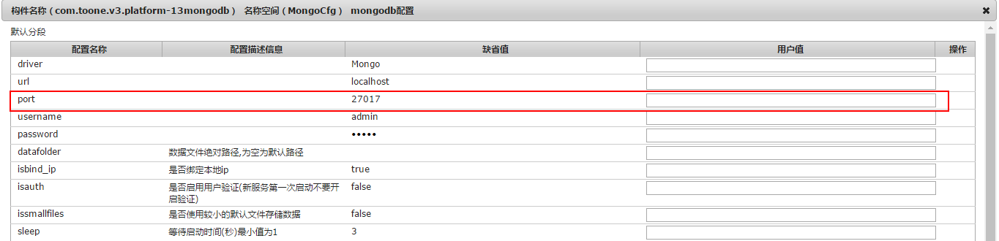 构件名称（com.toone.v3.platform-13mongodb） 名称空间（MongoCfg） mongodb配置
默认分段
配置名称 配置描述信息 缺省值 用户值 操作
driver Mongo
url localhost
port 27017
username admin
password •••••
datafolder 数据文件绝对路径,为空为默认路径
isbind_ip 是否绑定本地ip true
isauth 是否启用用户验证(新服务第一次启动不要开 false
启验证)
issmallfiles 是否使用较小的默认文件存储数据 false
sleep 等待启动时间(秒)最小值为1 3